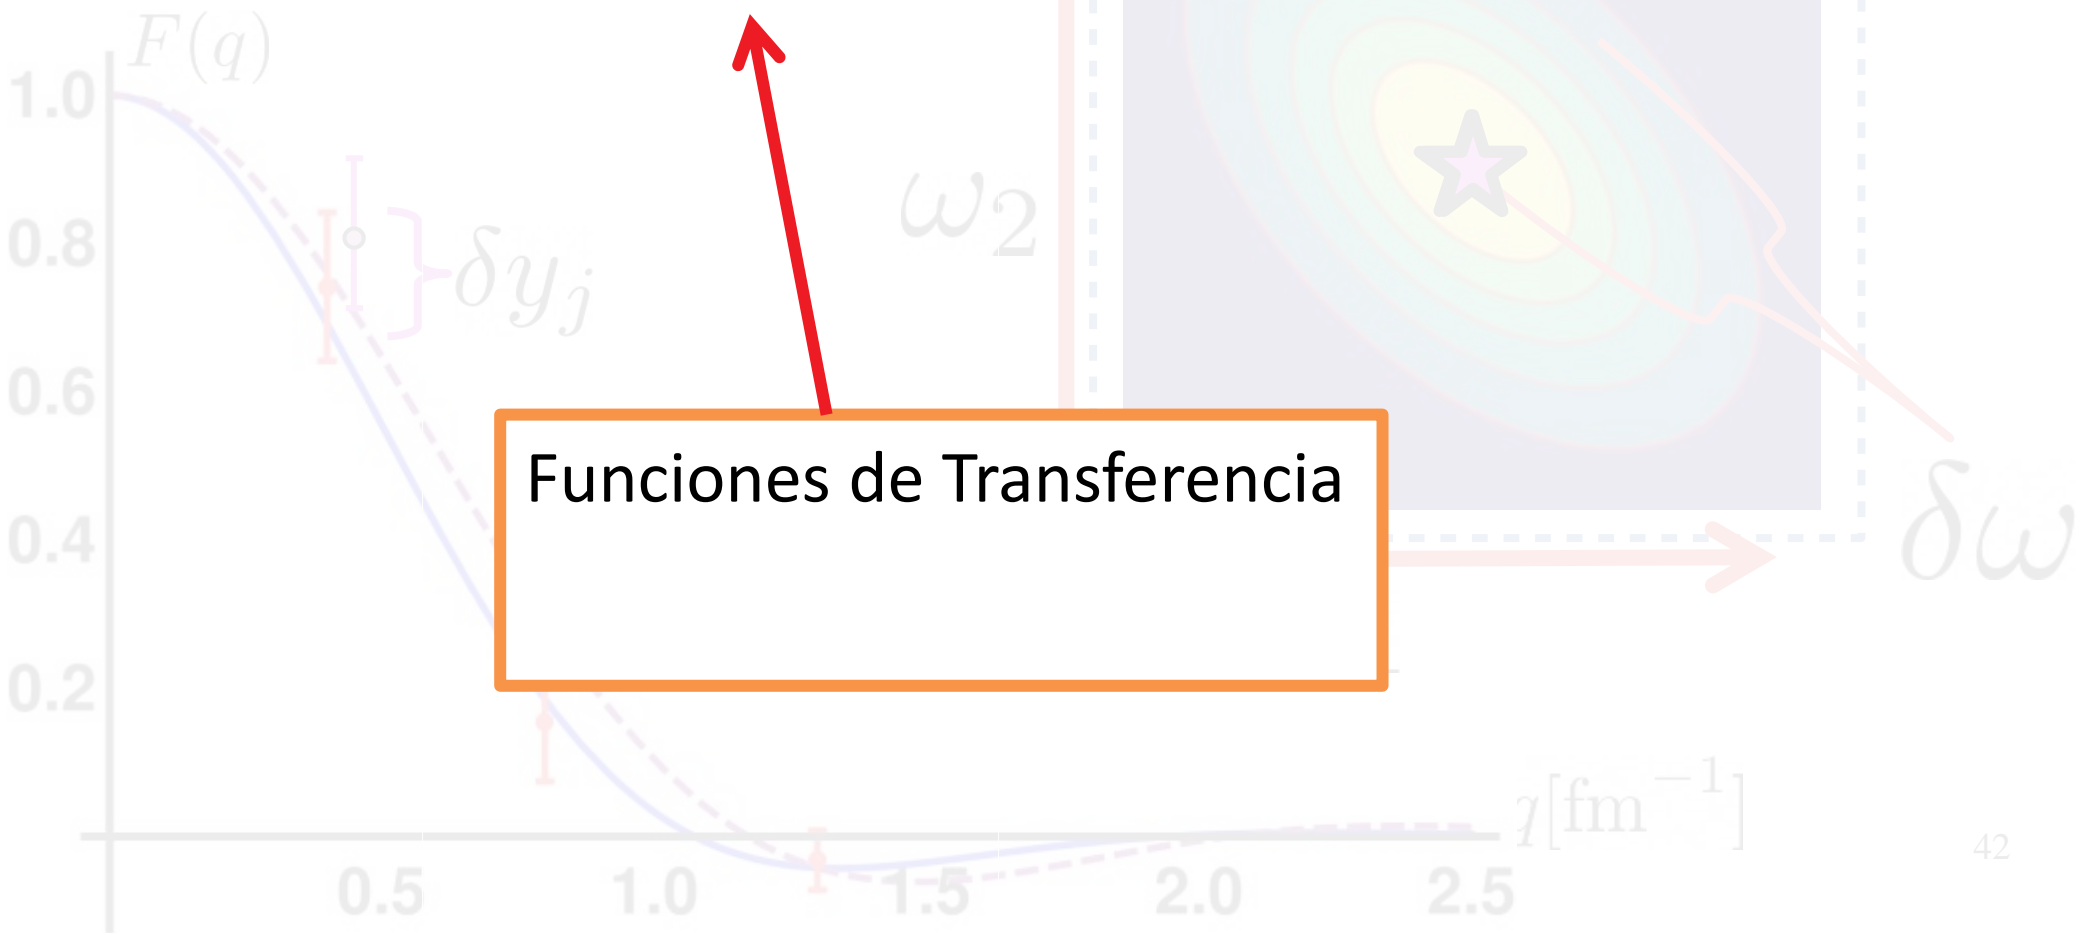 F(q)
1.0
0.8
δy_j
ω_2
0.6
Funciones de Transferencia
0.4
δω
0.2
q[fm^{-1}]
42
0.5 1.0 1.5 2.0 2.5